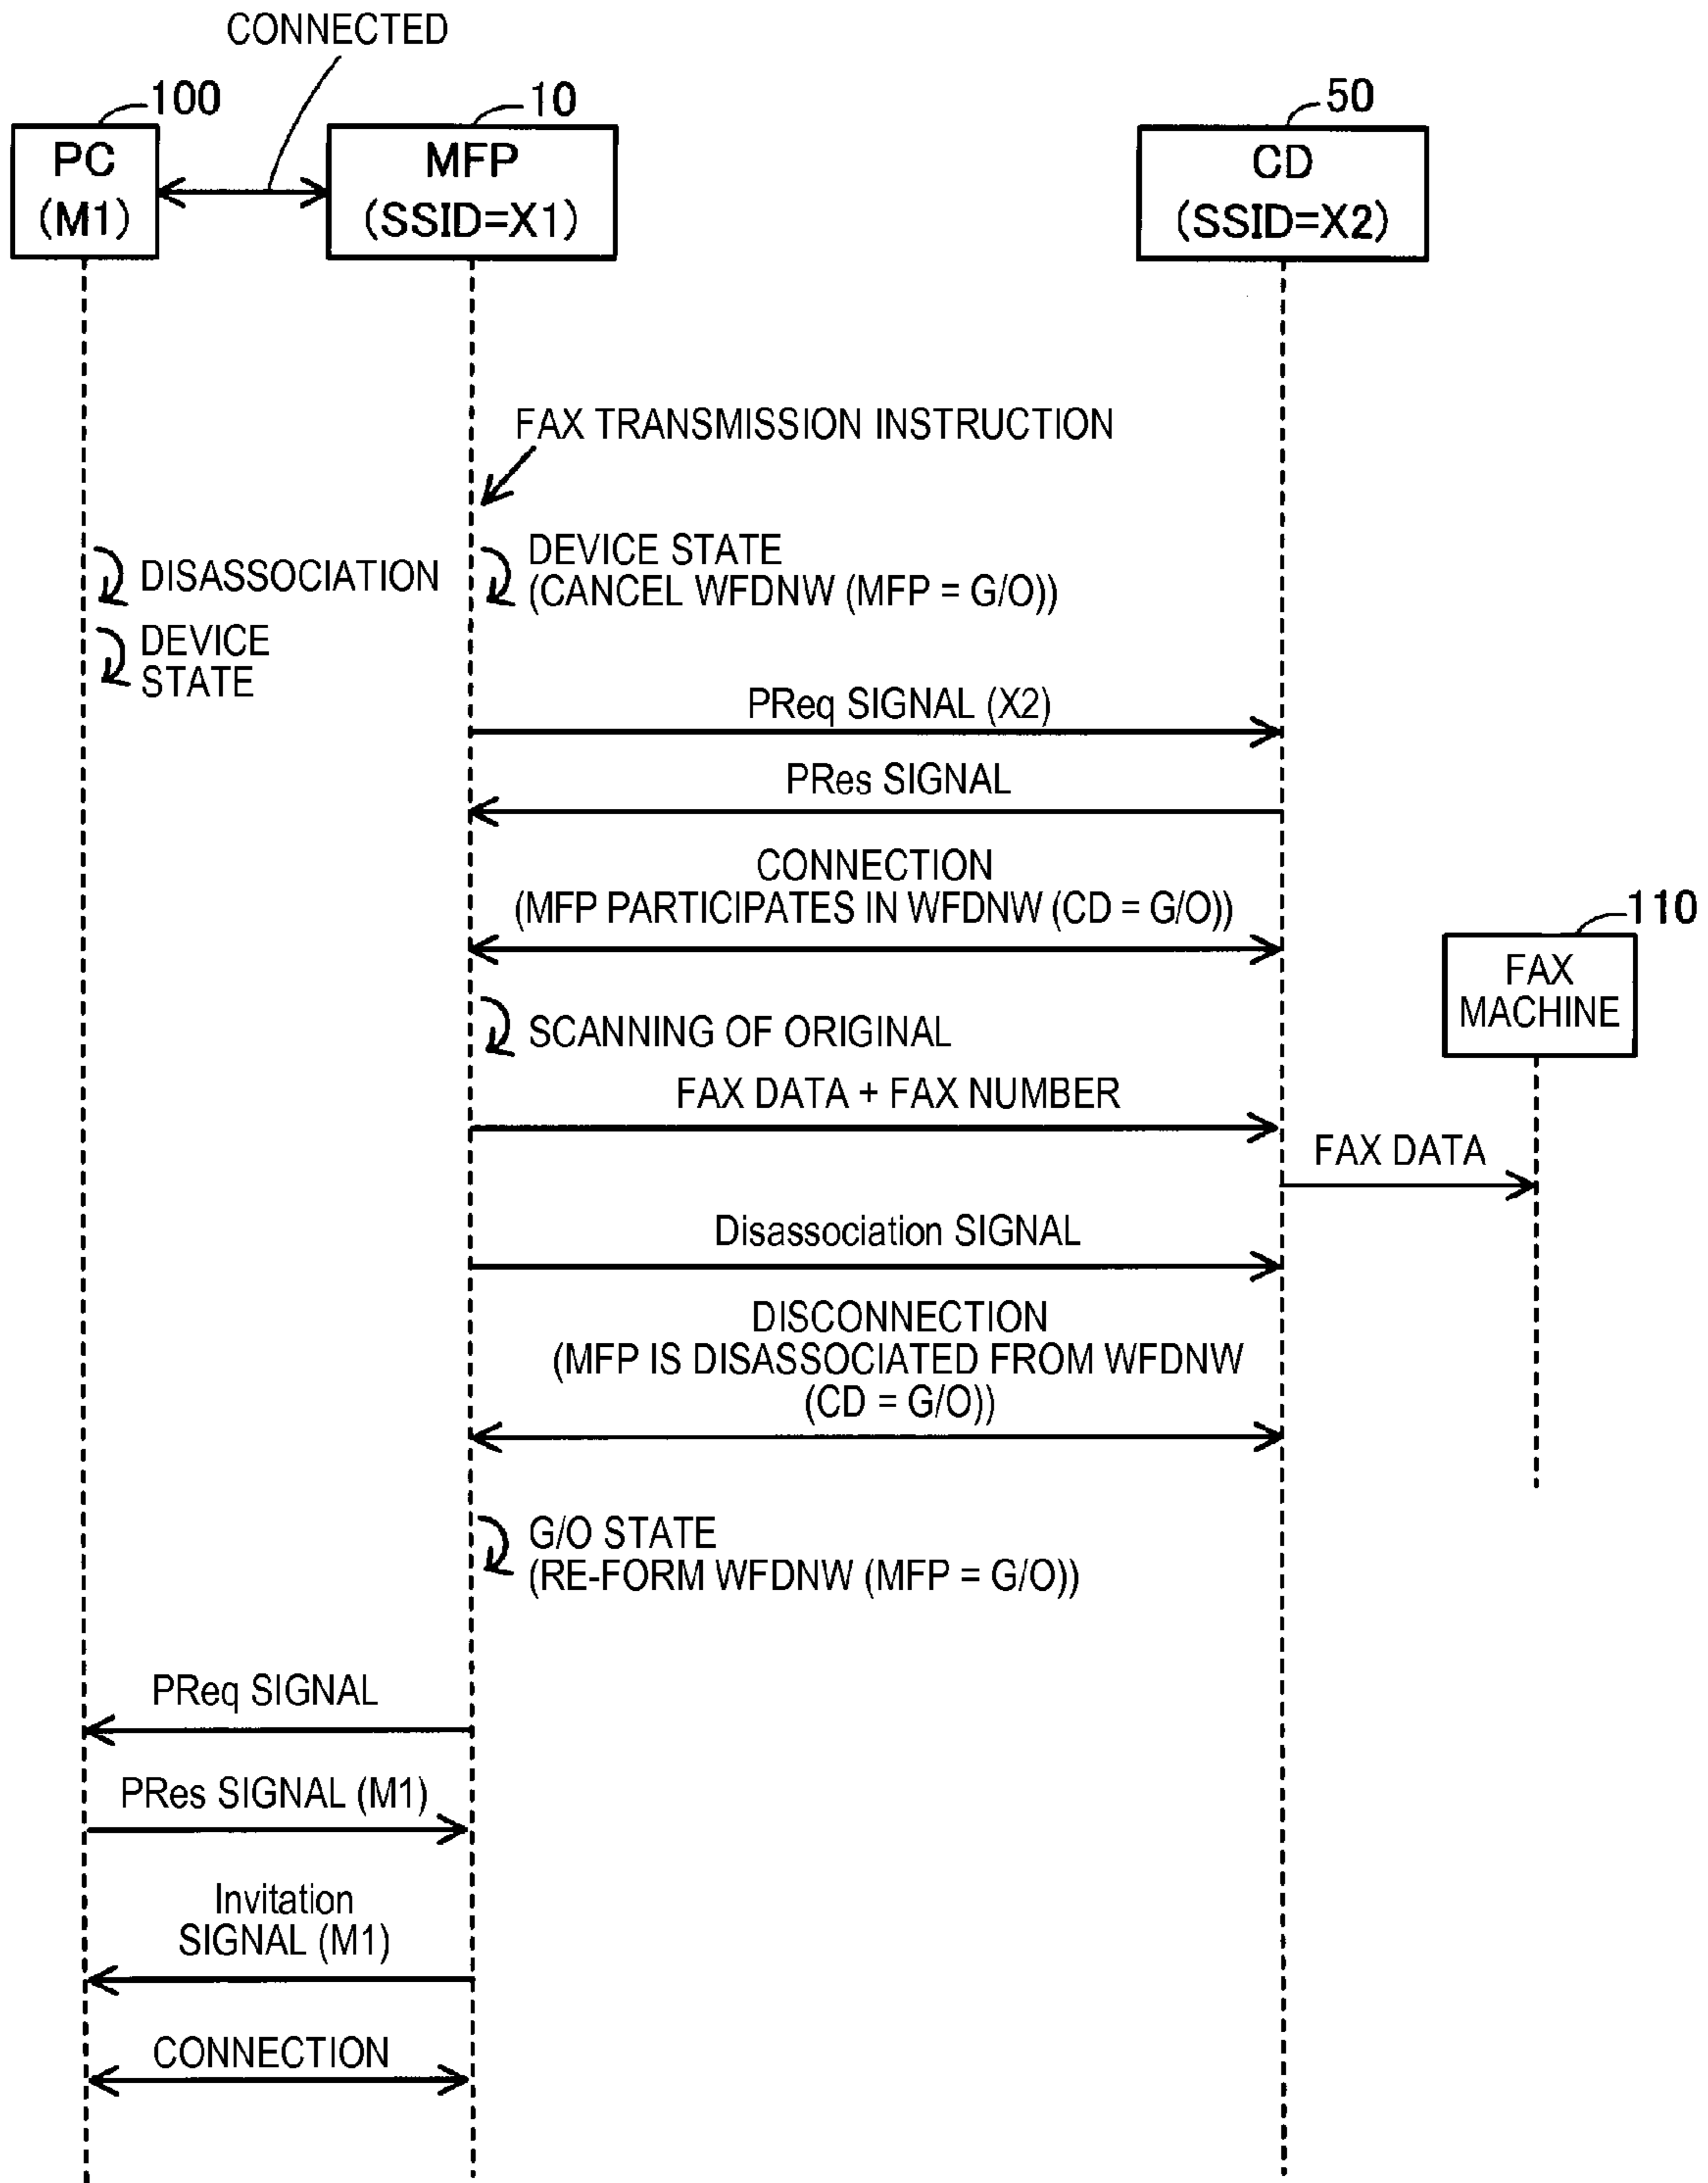 CONNECTED
100
10
50
PC
(M1)
MFP
(SSID=X1)
CD
(SSID=X2)
FAX TRANSMISSION INSTRUCTION
DISASSOCIATION
DEVICE STATE
(CANCEL WFDNW (MFP = G/O))
DEVICE
STATE
PReq SIGNAL (X2)
PRes SIGNAL
CONNECTION
(MFP PARTICIPATES IN WFDNW (CD = G/O))
110
FAX
MACHINE
SCANNING OF ORIGINAL
FAX DATA + FAX NUMBER
FAX DATA
Disassociation SIGNAL
DISCONNECTION
(MFP IS DISASSOCIATED FROM WFDNW
(CD = G/O))
G/O STATE
(RE-FORM WFDNW (MFP = G/O))
PReq SIGNAL
PRes SIGNAL (M1)
Invitation
SIGNAL (M1)
CONNECTION